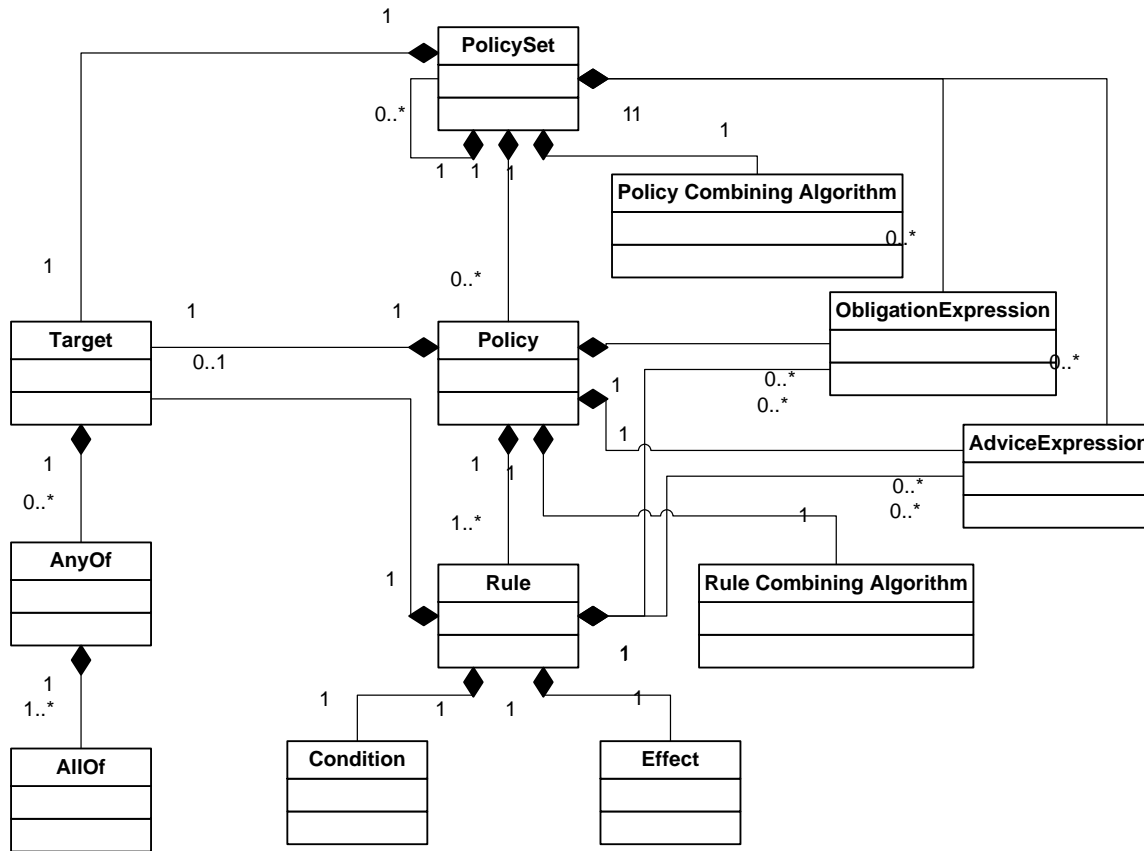 1
PolicySet
0..*
11
1
1
1
1
Policy Combining Algorithm
0..*
1
0..*
1
1
ObligationExpression
Target
Policy
0..1
0..*
0..*
1
0..*
1
AdviceExpression
1
1
1
0..*
0..*
0..*
1..*
1
AnyOf
Rule
Rule Combining Algorithm
1
1
1
1..*
1
1
1
1
Condition
Effect
AllOf